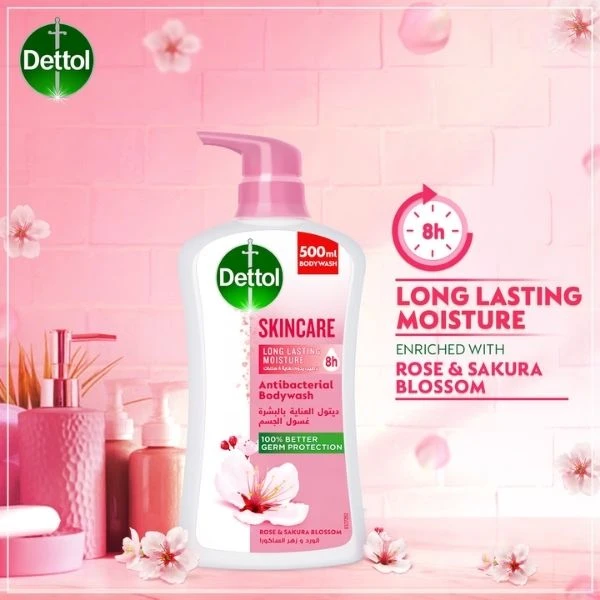 Dettol
500ml
BODYWASH
Dettol
SKINCARE
LONG LASTING
MOISTURE
8h
Antibacterial
Bodywash
ديتول العناية بالبشرة
غسول الجسم
100% BETTER
GERM PROTECTION
ROSE & SAKURA BLOSSOM
الورد و زهر الساكورا
8h
LONG LASTING
MOISTURE
ENRICHED WITH
ROSE & SAKURA
BLOSSOM